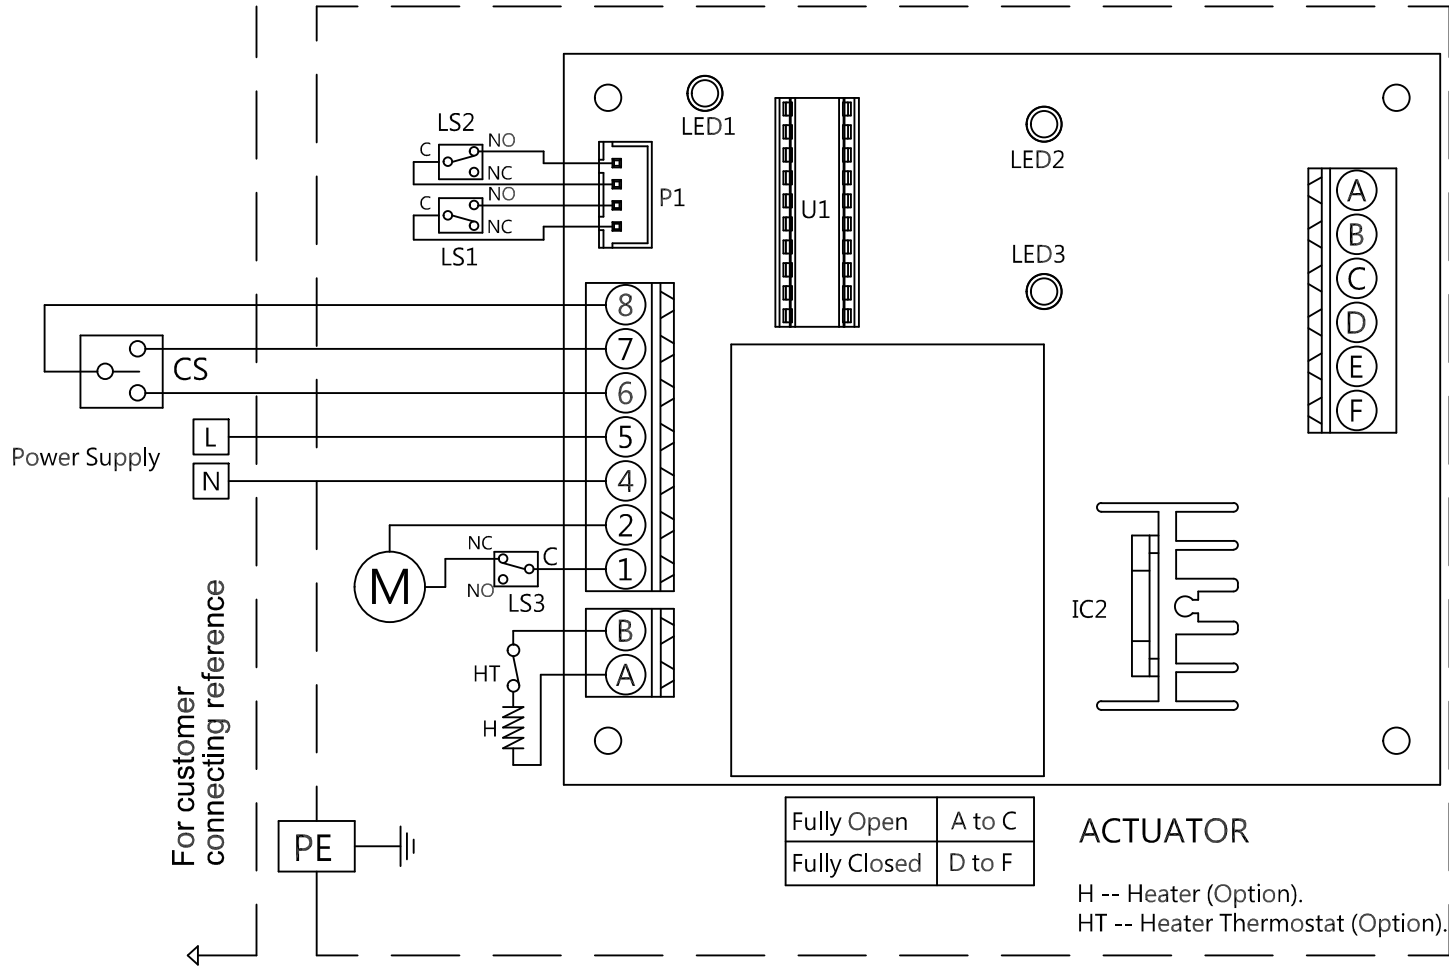 LED1
LS2
NO
C
NC
LED2
NO
C
NC
LS1
P1
U1
LED3
A
B
C
D
E
F
8
7
6
5
4
2
1
CS
L
Power Supply
N
M
NC
C
NO
LS3
B
A
HT
H
IC2
For customer
connecting reference
PE
Fully Open A to C
Fully Closed D to F
ACTUATOR
H -- Heater (Option).
HT -- Heater Thermostat (Option).